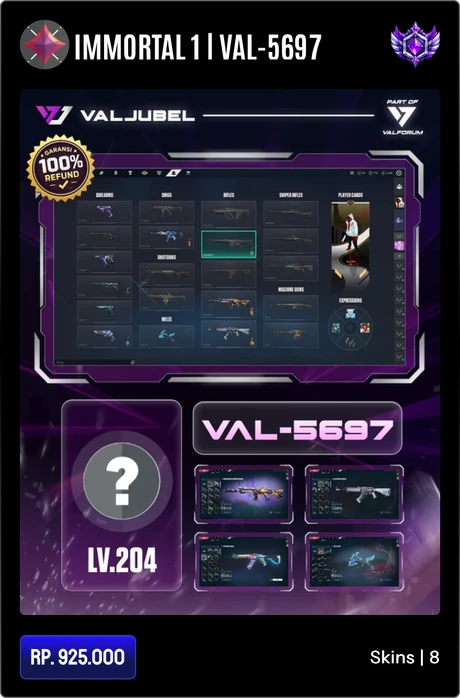 IMMORTAL 1 | VAL-5697
VALJUBEL
PART OF
VALFORUM
GARANSI
100%
REFUND
SIDEARMS
SMGS
RIFLES
SNIPER RIFLES
PLAYER CARDS
SHOTGUNS
MACHINE GUNS
EXPRESSIONS
MELEE
VAL-5697
?
LV.204
RP. 925.000
Skins | 8